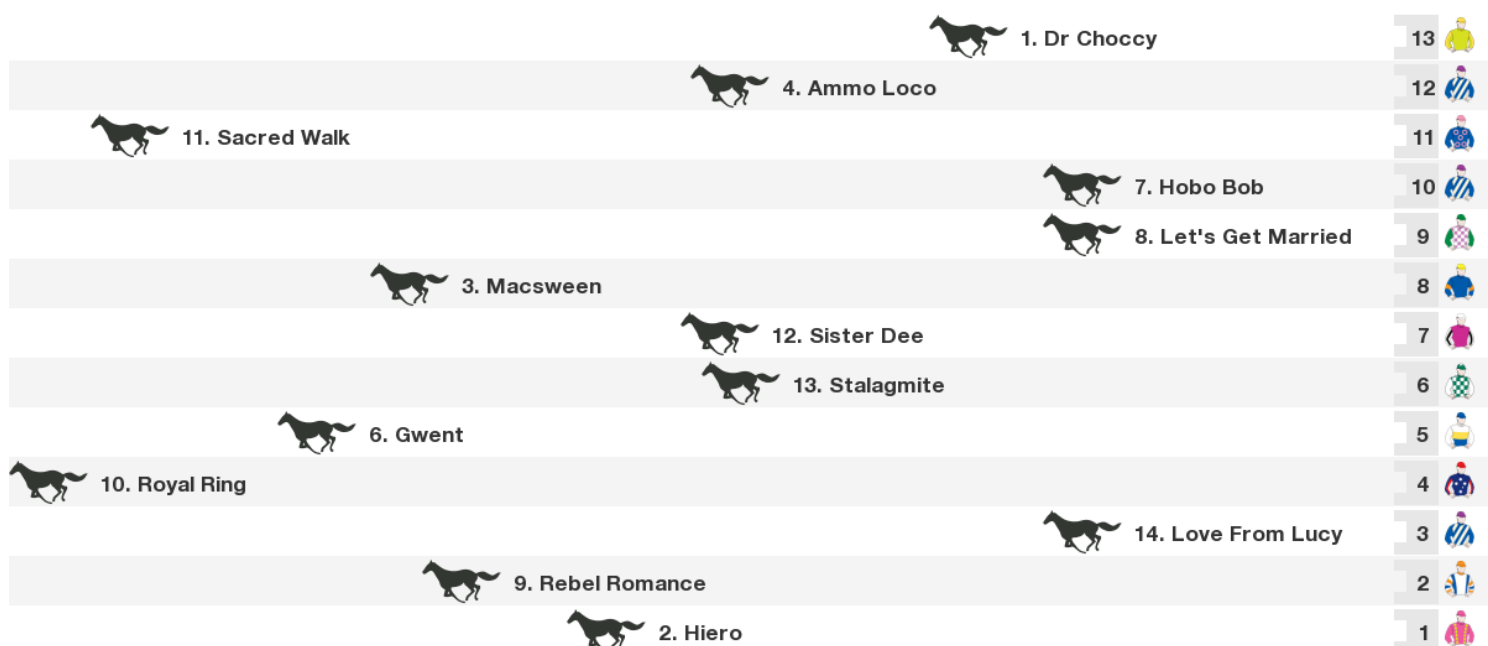 1. Dr Choccy 13
4. Ammo Loco 12
11. Sacred Walk 11
7. Hobo Bob 10
8. Let's Get Married 9
3. Macsween 8
12. Sister Dee 7
13. Stalagmite 6
6. Gwent 5
10. Royal Ring 4
14. Love From Lucy 3
9. Rebel Romance 2
2. Hiero 1